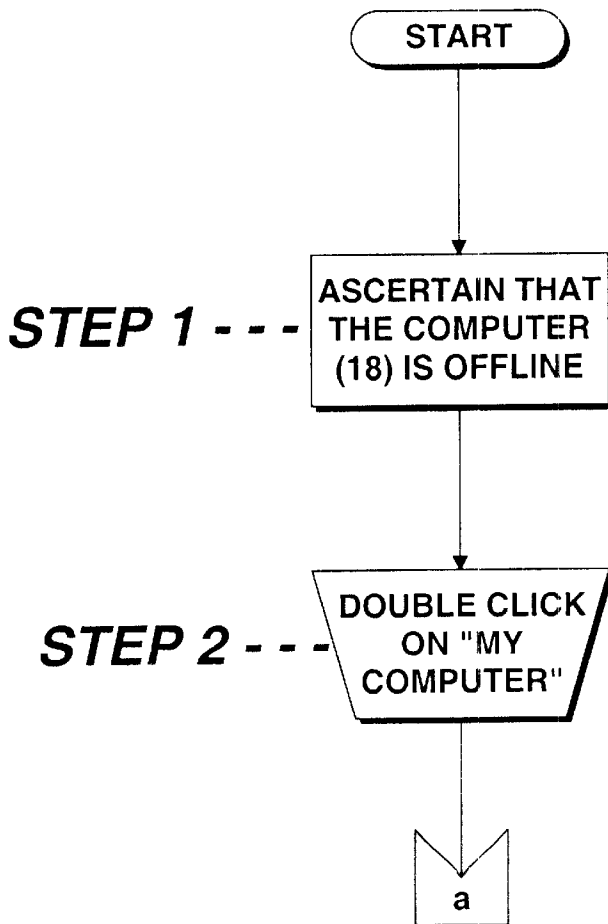 START
STEP 1 - - -
ASCERTAIN THAT
THE COMPUTER
(18) IS OFFLINE
STEP 2 - - -
DOUBLE CLICK
ON "MY
COMPUTER"
a